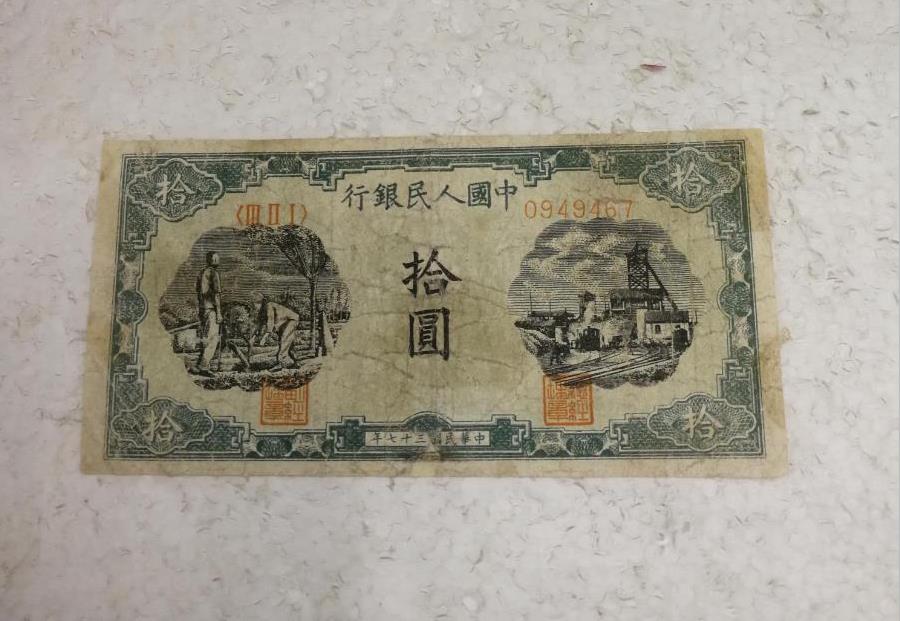 拾
拾
中國人民銀行
〈III II I〉
0949467
拾圓
拾
拾
中華民國三十七年